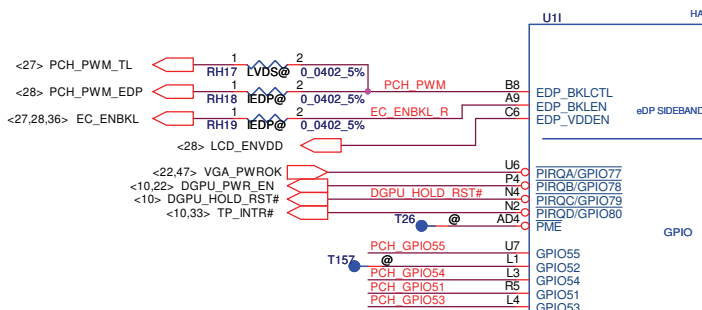 HA
U1I
<27> PCH_PWM_TL 1 2
RH17 LVDS@ 0_0402_5%
<28> PCH_PWM_EDP 1 2 PCH_PWM B8 EDP_BKLCTL
RH18 IEDP@ 0_0402_5% A9 EDP_BKLEN eDP SIDEBAND
<27,28,36> EC_ENBKL 1 2 EC_ENBKL_R C6 EDP_VDDEN
RH19 IEDP@ 0_0402_5%
<28> LCD_ENVDD
<22,47> VGA_PWROK U6 PIRQA/GPIO77
<10,22> DGPU_PWR_EN P4 PIRQB/GPIO78
<10> DGPU_HOLD_RST# DGPU_HOLD_RST# N4 PIRQC/GPIO79
<10,33> TP_INTR# N2 PIRQD/GPIO80
T26 @ AD4 PME
GPIO
PCH_GPIO55 U7 GPIO55
T157 @ L1 GPIO52
PCH_GPIO54 L3 GPIO54
PCH_GPIO51 R5 GPIO51
PCH_GPIO53 L4 GPIO53